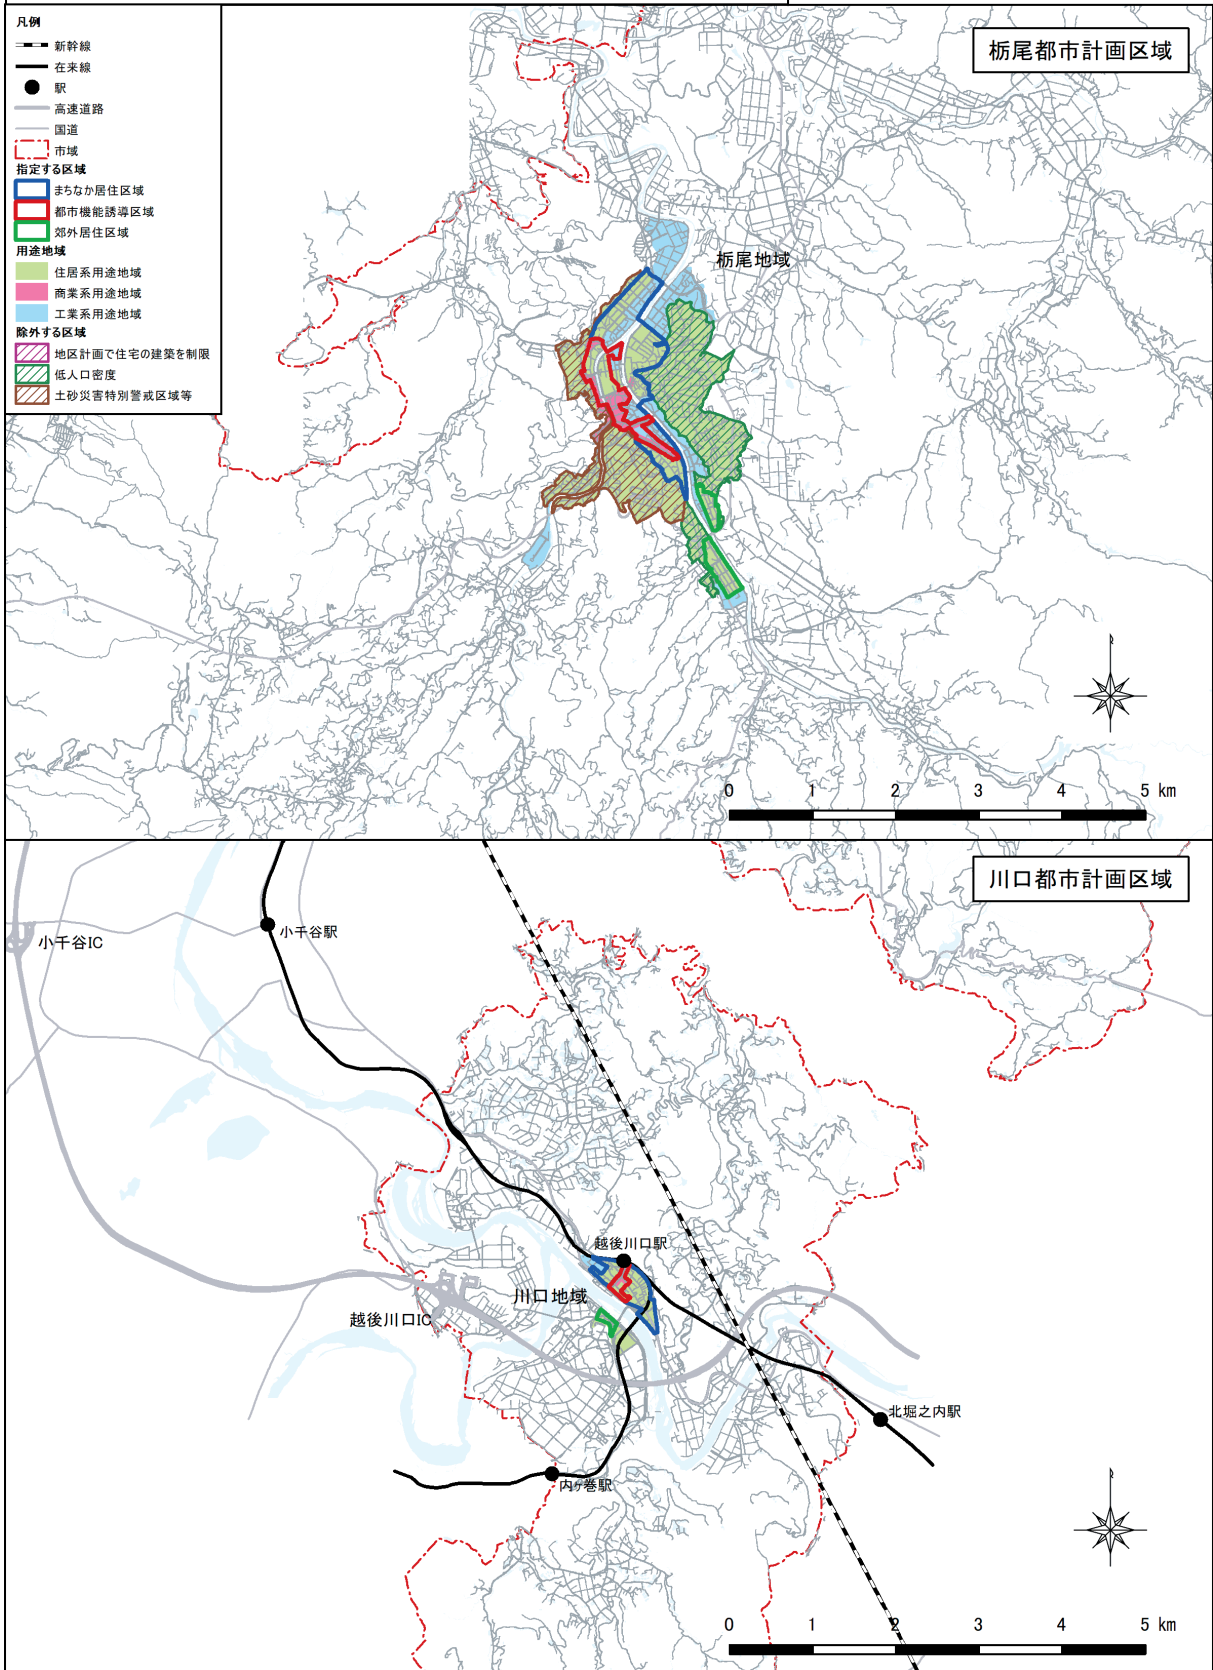 凡例
新幹線
在来線
駅
高速道路
国道
市域
指定する区域
まちなか居住区域
都市機能誘導区域
郊外居住区域
用途地域
住居系用途地域
商業系用途地域
工業系用途地域
除外する区域
地区計画で住宅の建築を制限
低人口密度
土砂災害特別警戒区域等
栃尾都市計画区域
栃尾地域
0 1 2 3 4 5 km
川口都市計画区域
小千谷IC
小千谷駅
越後川口駅
川口地域
越後川口IC
北堀之内駅
内ヶ巻駅
0 1 2 3 4 5 km